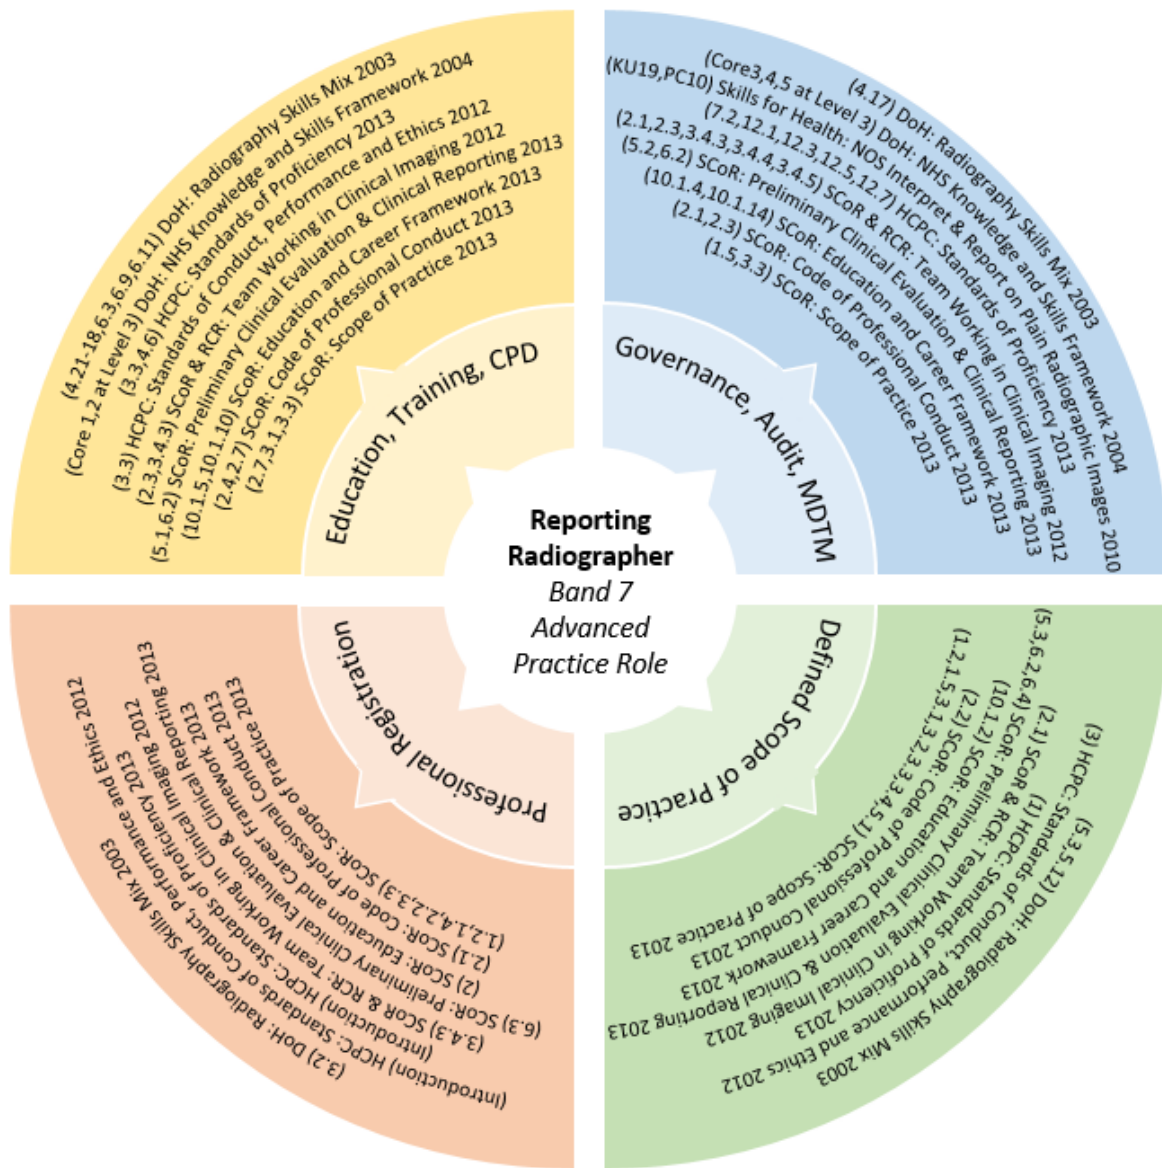 (4.21-18,6.3,6.9,6.11) DoH: Radiography Skills Mix 2003
(Core 1,2 at Level 3) DoH: NHS Knowledge and Skills Framework 2004
(3.3,4.6) HCPC: Standards of Proficiency 2013
(3.3) HCPC: Standards of Conduct, Performance and Ethics 2012
(2.3,3.4.3) SCoR & RCR: Team Working in Clinical Imaging 2012
(5.1,6.2) SCoR: Preliminary Clinical Evaluation & Clinical Reporting 2013
(10.1.5,10.1.10) SCoR: Education and Career Framework 2013
(2.4,2.7) SCoR: Code of Professional Conduct 2013
(2.7,3.1,3.3) SCoR: Scope of Practice 2013
Education, Training, CPD
(4.17) DoH: Radiography Skills Mix 2003
(Core3,4,5 at Level 3) DoH: NHS Knowledge and Skills Framework 2004
(KU19,PC10) Skills for Health: NOS Interpret & Report on Plain Radiographic Images 2010
(7.2,12.1,12.3,12.5,12.7) HCPC: Standards of Proficiency 2013
(2.1,2.3,3.4.3,3.4.4,3.4.5) SCoR & RCR: Team Working in Clinical Imaging 2012
(5.2,6.2) SCoR: Preliminary Clinical Evaluation & Clinical Reporting 2013
(10.1.4,10.1.14) SCoR: Education and Career Framework 2013
(2.1,2.3) SCoR: Code of Professional Conduct 2013
(1.5,3.3) SCoR: Scope of Practice 2013
Governance, Audit, MDTM
Reporting
Radiographer
Band 7
Advanced
Practice Role
Professional Registration
(1.2,1.4,2.2,3.3) SCoR: Scope of Practice 2013
(2.1) SCoR: Code of Professional Conduct 2013
(2) SCoR: Education and Career Framework 2013
(6.3) SCoR: Preliminary Clinical Evaluation & Clinical Reporting 2013
(3.4.3) SCoR & RCR: Team Working in Clinical Imaging 2012
(Introduction) HCPC: Standards of Proficiency 2013
(Introduction) HCPC: Standards of Conduct, Performance and Ethics 2012
(3.2) DoH: Radiography Skills Mix 2003
Defined Scope of Practice
(1.2,1.5,3.1,3.2,3.3,3.4,5.1) SCoR: Scope of Practice 2013
(2.2) SCoR: Code of Professional Conduct 2013
(10.1.2) SCoR: Education and Career Framework 2013
(5.3,6.2,6.4) SCoR: Preliminary Clinical Evaluation & Clinical Reporting 2013
(2.1) SCoR & RCR: Team Working in Clinical Imaging 2012
(1) HCPC: Standards of Proficiency 2013
(3) HCPC: Standards of Conduct, Performance and Ethics 2012
(5.3,5.12) DoH: Radiography Skills Mix 2003